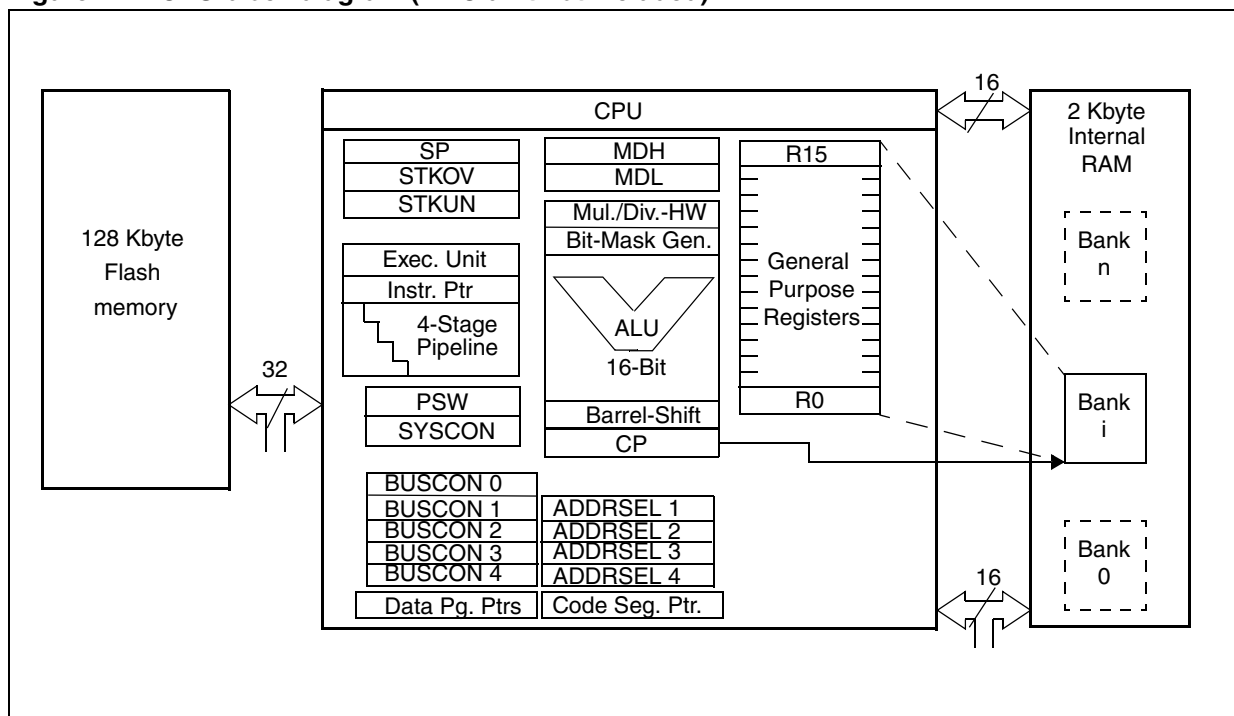 CPU
16
2 Kbyte
Internal
RAM
SP
STKOV
STKUN
MDH
MDL
R15
Mul./Div.-HW
Bit-Mask Gen.
128 Kbyte
Flash
memory
Exec. Unit
Instr. Ptr
4-Stage
Pipeline
ALU
16-Bit
General
Purpose
Registers
Bank
n
32
PSW
SYSCON
Barrel-Shift
CP
R0
Bank
i
BUSCON 0
BUSCON 1
BUSCON 2
BUSCON 3
BUSCON 4
ADDRSEL 1
ADDRSEL 2
ADDRSEL 3
ADDRSEL 4
Data Pg. Ptrs
Code Seg. Ptr.
16
Bank
0